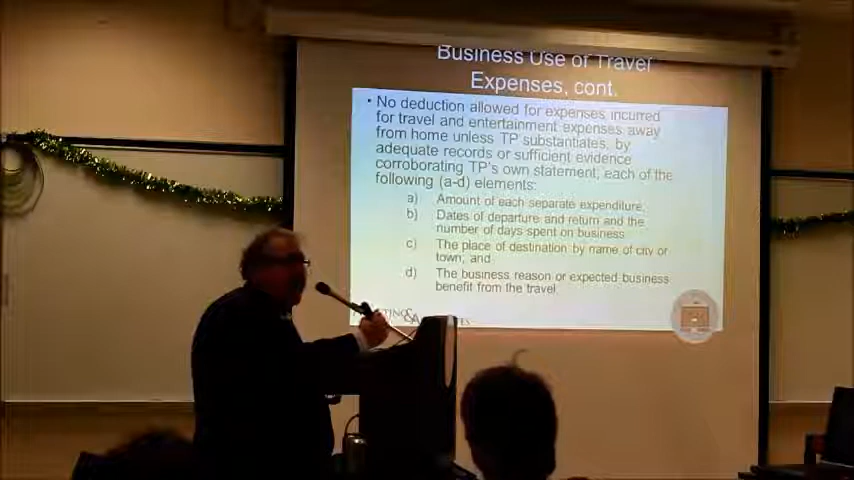 Business Use of Travel
Expenses, cont.
• No deduction allowed for expenses incurred
for travel and entertainment expenses away
from home unless TP substantiates, by
adequate records or sufficient evidence
corroborating TP's own statement, each of the
following (a-d) elements:
a) Amount of each separate expenditure;
b) Dates of departure and return and the
number of days spent on business
c) The place of destination by name of city or
town; and
d) The business reason or expected business
benefit from the travel